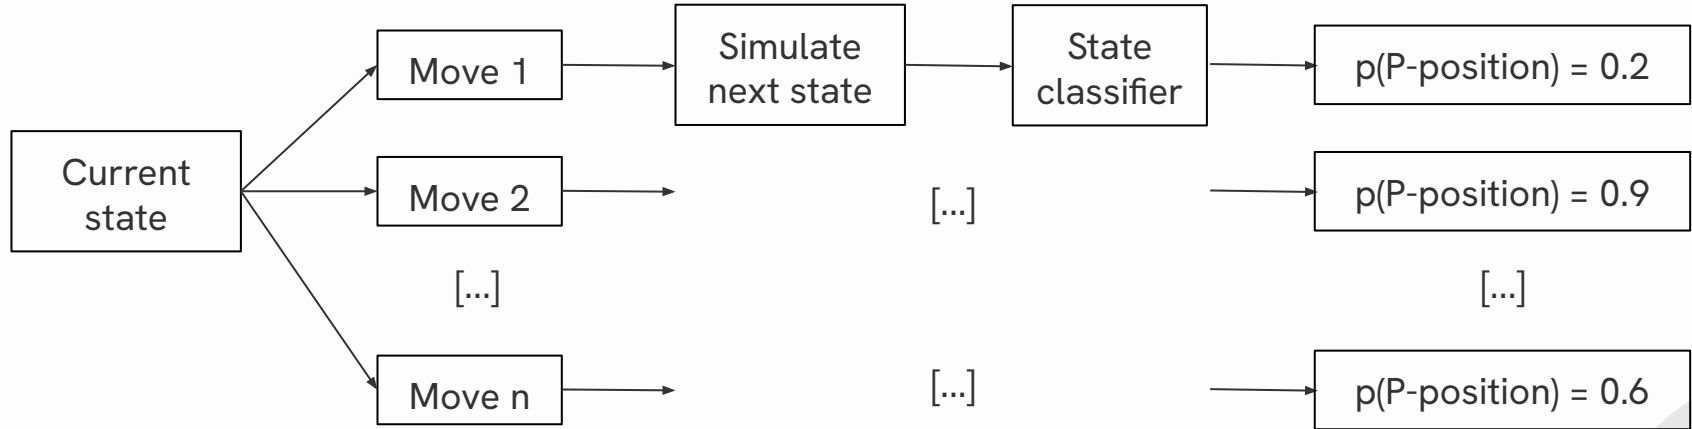 Current
state
Move 1
Simulate
next state
State
classifier
p(P-position) = 0.2
Move 2
[...]
p(P-position) = 0.9
[...]
[...]
Move n
[...]
p(P-position) = 0.6